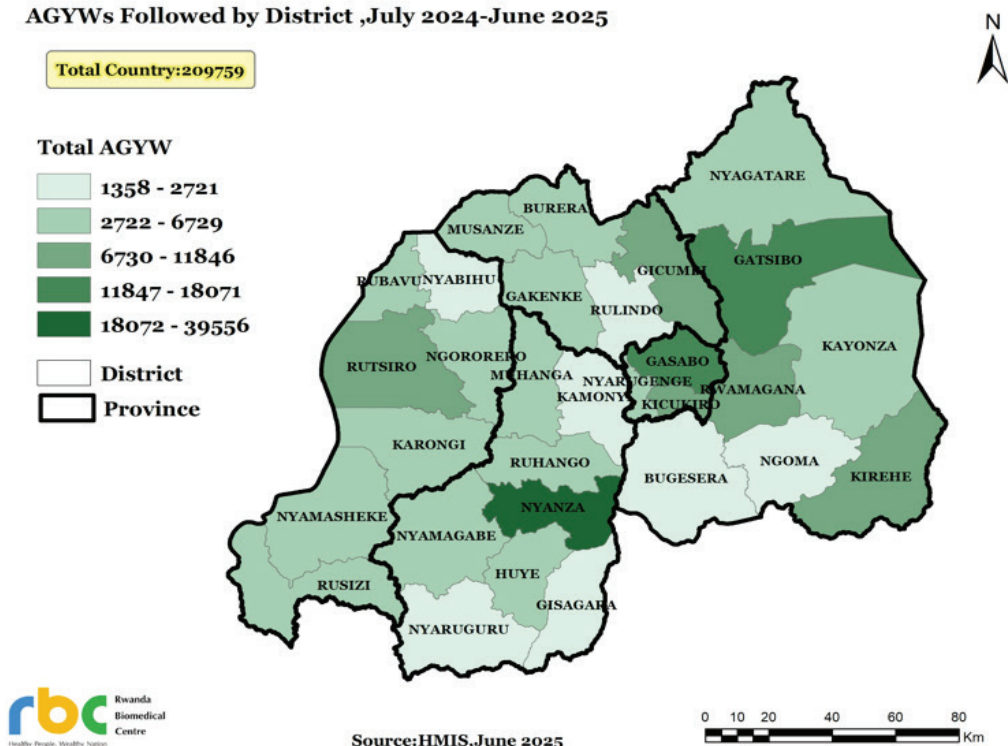 AGYWs Followed by District ,July 2024-June 2025
N
Total Country:209759
Total AGYW
1358 - 2721
2722 - 6729
6730 - 11846
11847 - 18071
18072 - 39556
District
Province
NYAGATARE
BURERA
MUSANZE
GATSIBO
GICUMBI
RUBAVU
NYABIHU
GAKENKE
RULINDO
KAYONZA
GASABO
NGORORERO
RUTSIRO
MUHANGA
NYARUGENGE
RWAMAGANA
KAMONY
KICUKIRO
KARONGI
RUHANGO
NGOMA
BUGESERA
KIREHE
NYANZA
NYAMASHEKE
NYAMAGABE
HUYE
RUSIZI
GISAGARA
NYARUGURU
rbc
Rwanda
Biomedical
Centre
Healthy People, Wealthy Nation
0 10 20 40 60 80
Km
Source:HMIS,June 2025